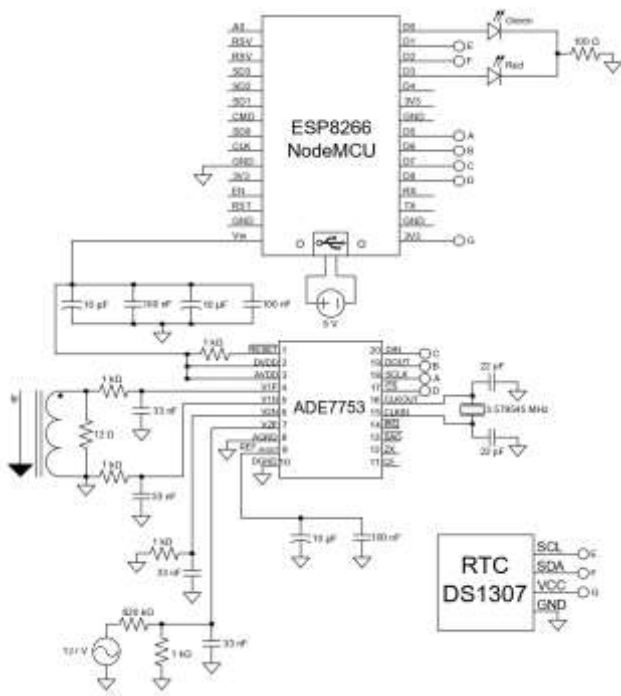 A0
RSV
RSV
SD3
SD2
SD1
CMD
SD0
CLK
GND
3V3
EN
RST
GND
Vin
ESP8266
NodeMCU
D0
D1
D2
D3
D4
3V3
GND
D5
D6
D7
D8
RX
TX
GND
3V3
E
F
A
B
C
D
G
Green
Red
100 Ω
5 V
10 µF
100 nF
10 µF
100 nF
1 kΩ
RESET
DVDD
AVDD
V1P
V1N
V2N
V2P
AGND
REF
DGND
1
2
3
4
5
6
7
8
9
10
ADE7753
20
19
18
17
16
15
14
13
12
11
DIN
DOUT
SCLK
CS
CLKOUT
CLKIN
IRQ
SAG
ZX
CF
C
B
A
D
22 pF
3.579545 MHz
22 pF
1 kΩ
33 nF
12 Ω
1 kΩ
33 nF
1 kΩ
33 nF
10 µF
100 nF
620 kΩ
1 kΩ
33 nF
RTC
DS1307
SCL
SDA
VCC
GND
E
F
G